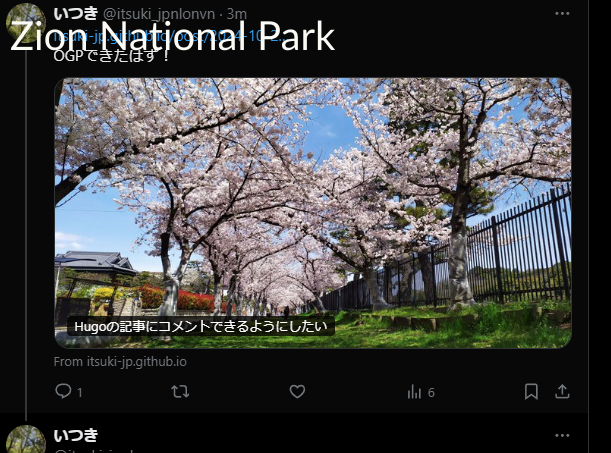 いつき @itsuki_jpnlonvn · 3m
Zion National Park
OGPできたはず！
Hugoの記事にコメントできるようにしたい
From itsuki-jp.github.io
1
6
いつき